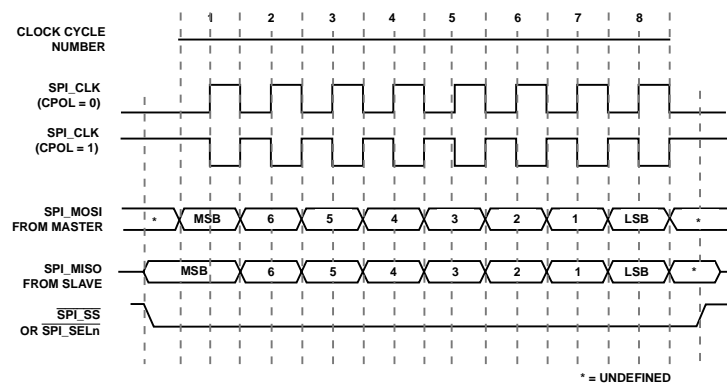 1 2 3 4 5 6 7 8
CLOCK CYCLE
NUMBER
SPI_CLK
(CPOL = 0)
SPI_CLK
(CPOL = 1)
SPI_MOSI
FROM MASTER
* MSB 6 5 4 3 2 1 LSB *
SPI_MISO
FROM SLAVE
MSB 6 5 4 3 2 1 LSB *
SPI_SS
OR SPI_SELn
* = UNDEFINED